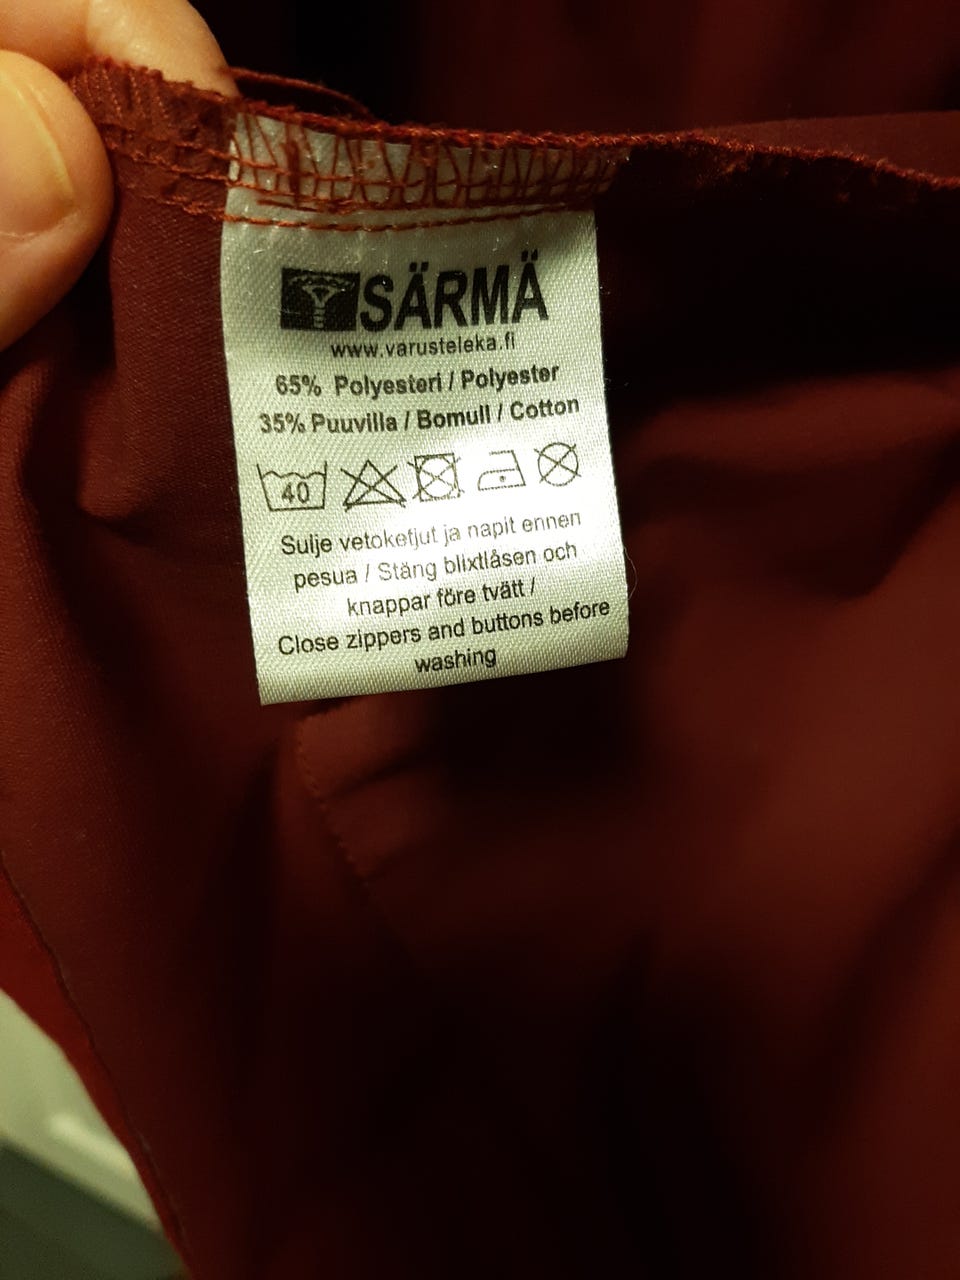 SÄRMÄ
www.varusteleka.fi
65% Polyesteri / Polyester
35% Puuvilla / Bomull / Cotton
40
Sulje vetoketjut ja napit ennen
pesua / Stäng blixtlåsen och
knappar före tvätt /
Close zippers and buttons before
washing